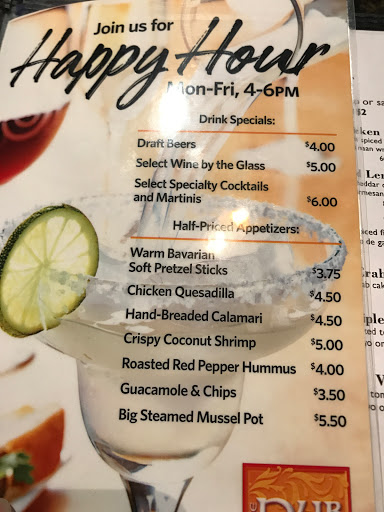 Join us for
Happy Hour
Mon-Fri, 4-6PM
Drink Specials:
Draft Beers $4.00
Select Wine by the Glass $5.00
Select Specialty Cocktails
and Martinis $6.00
Half-Priced Appetizers:
Warm Bavarian
Soft Pretzel Sticks $3.75
Chicken Quesadilla $4.50
Hand-Breaded Calamari $4.50
Crispy Coconut Shrimp $5.00
Roasted Red Pepper Hummus $4.00
Guacamole & Chips $3.50
Big Steamed Mussel Pot $5.50